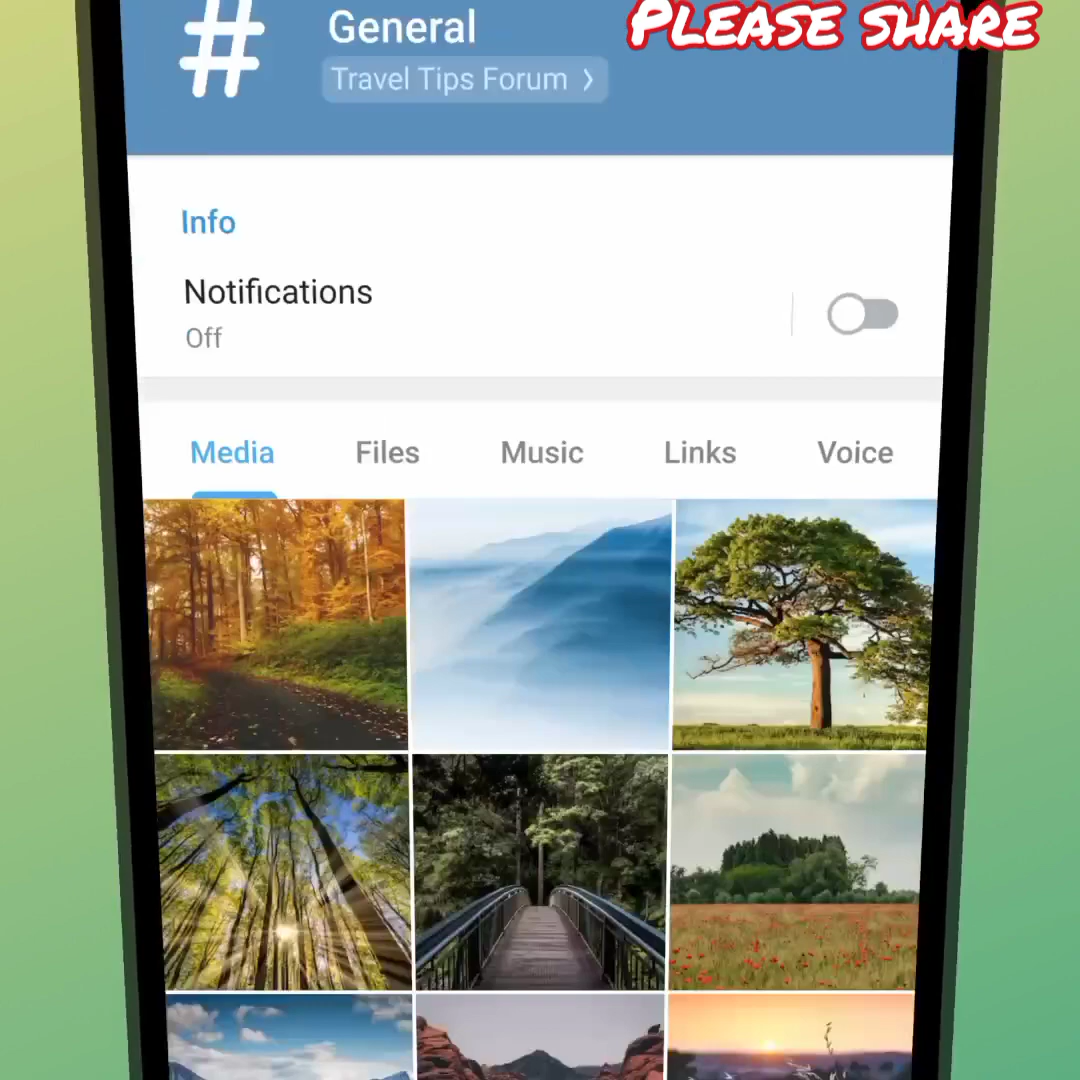 PLEASE SHARE
# General
Travel Tips Forum >
Info
Notifications
Off
Media Files Music Links Voice